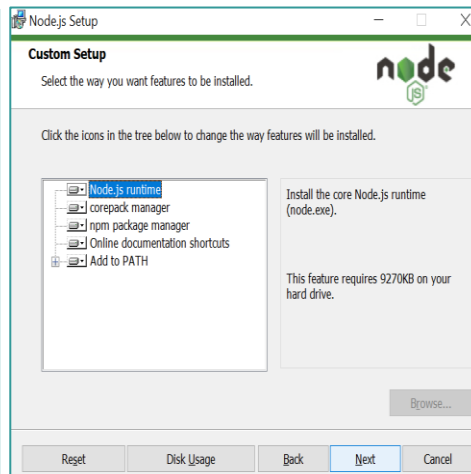 Node.js Setup
Custom Setup
Select the way you want features to be installed.
node
JS
Click the icons in the tree below to change the way features will be installed.
Node.js runtime
corepack manager
npm package manager
Online documentation shortcuts
Add to PATH
Install the core Node.js runtime
(node.exe).
This feature requires 9270KB on your
hard drive.
Browse...
Reset
Disk Usage
Back
Next
Cancel